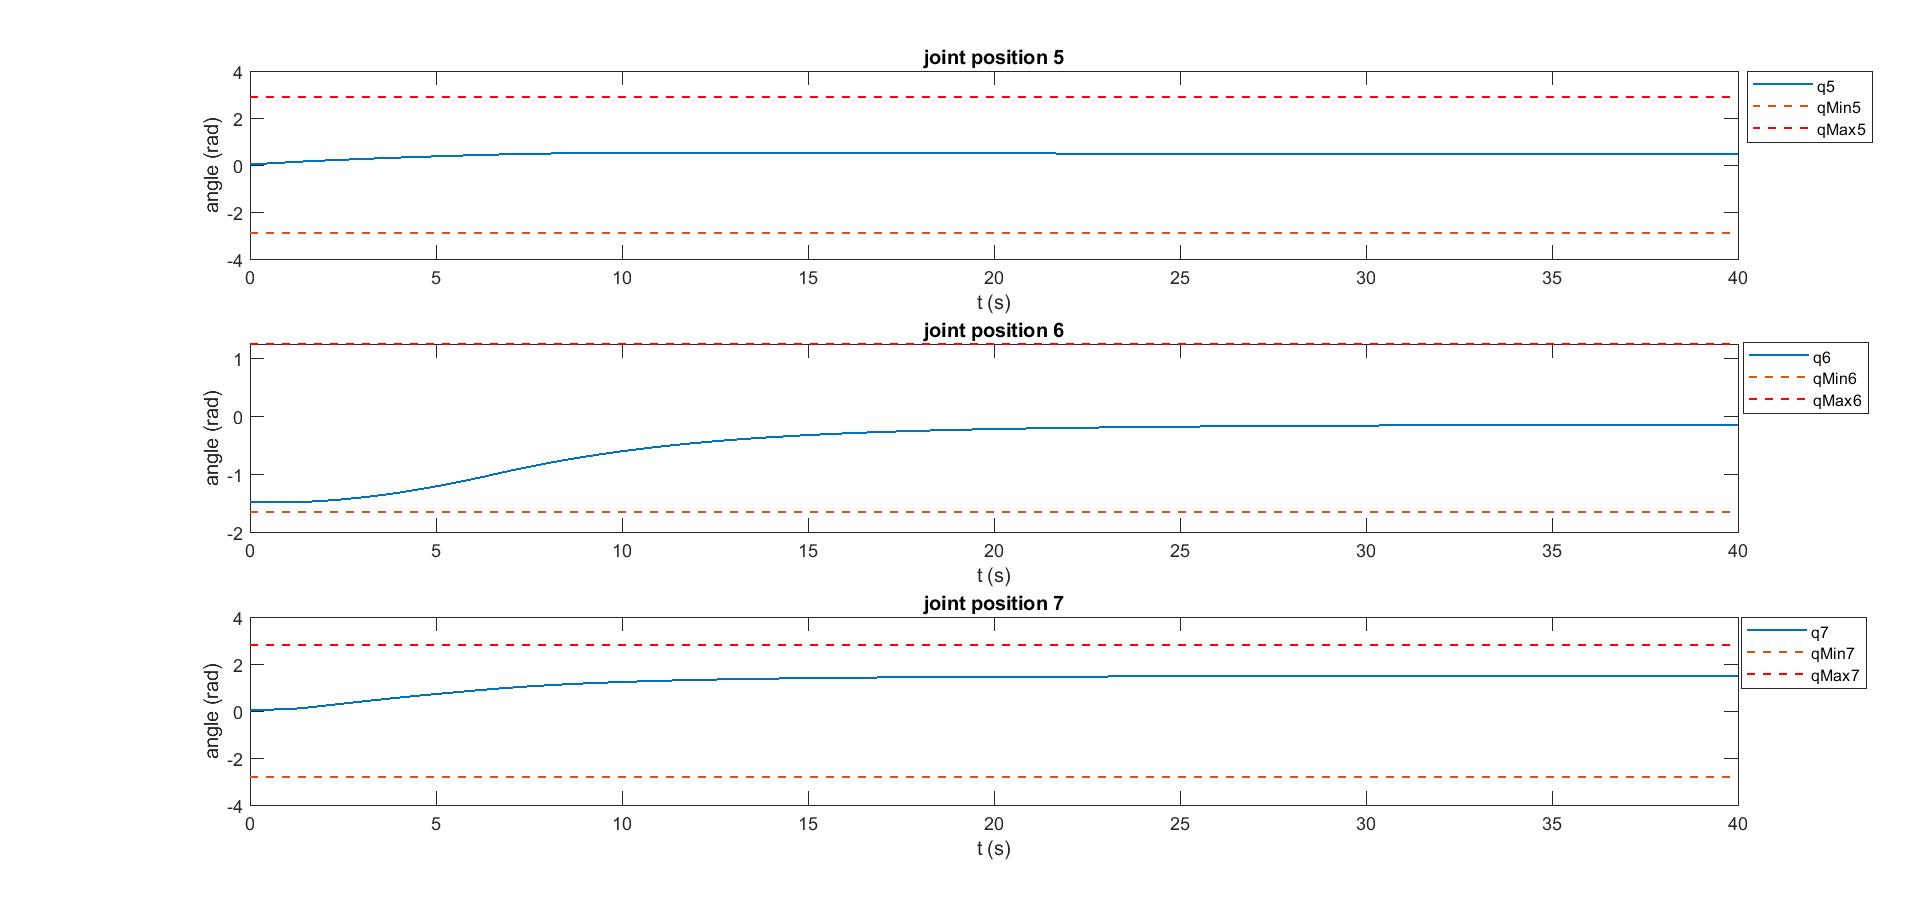 joint position 5
4
2
0
-2
-4
angle (rad)
0 5 10 15 20 25 30 35 40
t (s)
q5
qMin5
qMax5
joint position 6
1
0
-1
-2
angle (rad)
0 5 10 15 20 25 30 35 40
t (s)
q6
qMin6
qMax6
joint position 7
4
2
0
-2
-4
angle (rad)
0 5 10 15 20 25 30 35 40
t (s)
q7
qMin7
qMax7